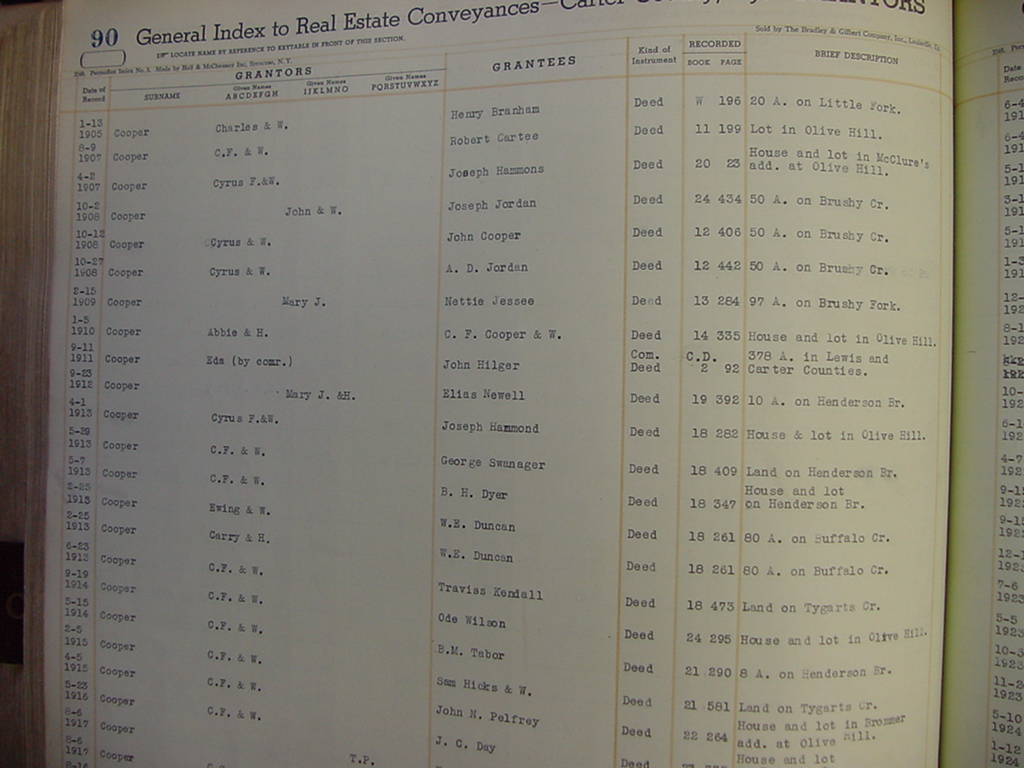 90 General Index to Real Estate Conveyances—Carter
GRANTORS
LOCATE NAME BY REFERENCE TO KEYTABLE IN FRONT OF THIS SECTION.
Sold by The Bradley & Gilbert Company, Inc., Louisville, Ky.
Made by Hall & McChesney Inc, Syracuse, N. Y.
Date of Record GRANTORS GRANTEES Kind of Instrument RECORDED BRIEF DESCRIPTION
SURNAME Given Names ABCDEFGH Given Names IJKLMNO Given Names PQRSTUVWXYZ BOOK PAGE
1-13
1905 Cooper Charles & W. Henry Branham Deed W 196 20 A. on Little Fork.
8-9
1907 Cooper C.F. & W. Robert Cartee Deed 11 199 Lot in Olive Hill.
4-2 House and lot in McClure's
1907 Cooper Cyrus F.&W. Joseph Hammons Deed 20 23 add. at Olive Hill.
10-2
1908 Cooper John & W. Joseph Jordan Deed 24 434 50 A. on Brushy Cr.
10-12
1908 Cooper Cyrus & W. John Cooper Deed 12 406 50 A. on Brushy Cr.
10-27
1908 Cooper Cyrus & W. A. D. Jordan Deed 12 442 50 A. on Brushy Cr.
2-15
1909 Cooper Mary J. Nettie Jessee Deed 13 284 97 A. on Brushy Fork.
1-5
1910 Cooper Abbie & H. C. F. Cooper & W. Deed 14 335 House and lot in Olive Hill.
9-11 Com. C.D. 378 A. in Lewis and
1911 Cooper Eda (by comr.) John Hilger Deed 2 92 Carter Counties.
9-23
1912 Cooper Mary J. &H. Elias Newell Deed 19 392 10 A. on Henderson Br.
4-1
1913 Cooper Cyrus F.&W. Joseph Hammond Deed 18 282 House & lot in Olive Hill.
5-29
1913 Cooper C.F. & W. George Swanager Deed 18 409 Land on Henderson Br.
5-7 House and lot
1913 Cooper C.F. & W. B. H. Dyer Deed 18 347 on Henderson Br.
2-25
1913 Cooper Ewing & W. W.E. Duncan Deed 18 261 80 A. on Buffalo Cr.
2-25
1913 Cooper Carry & H. W.E. Duncan Deed 18 261 80 A. on Buffalo Cr.
6-23
1913 Cooper C.F. & W. Traviss Kendall Deed 18 473 Land on Tygarts Cr.
9-19
1914 Cooper C.F. & W. Ode Wilson Deed 24 295 House and lot in Olive Hill.
5-15
1914 Cooper C.F. & W. B.M. Tabor Deed 21 290 8 A. on Henderson Br.
2-5
1915 Cooper C.F. & W. Sam Hicks & W. Deed 21 581 Land on Tygarts Cr.
4-5 House and lot in Brommer
1915 Cooper C.F. & W. John N. Pelfrey Deed 22 264 add. at Olive Hill.
5-23 House and lot
1916 Cooper C.F. & W. J. C. Day Deed
8-6
1917 Cooper T.P.
8-6
1917 Cooper